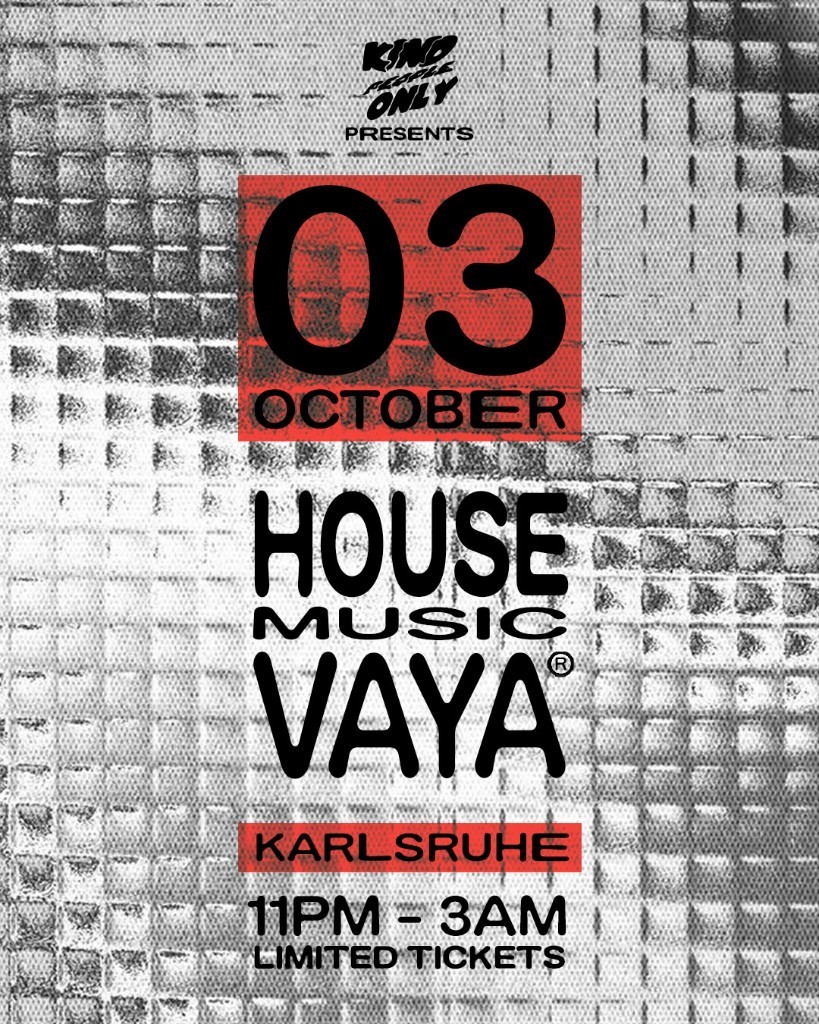 KIND
PEOPLE
ONLY
PRESENTS
03
OCTOBER
HOUSE
MUSIC
VAYA®
KARLSRUHE
11PM - 3AM
LIMITED TICKETS